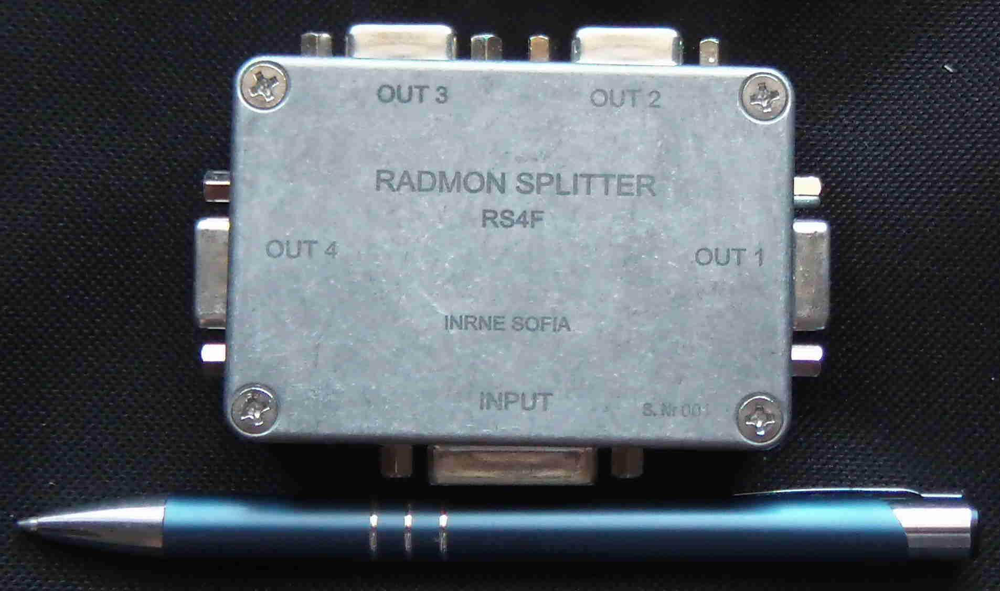 OUT 3
OUT 2
RADMON SPLITTER
RS4F
OUT 4
OUT 1
INRNE SOFIA
INPUT
S. Nr 001